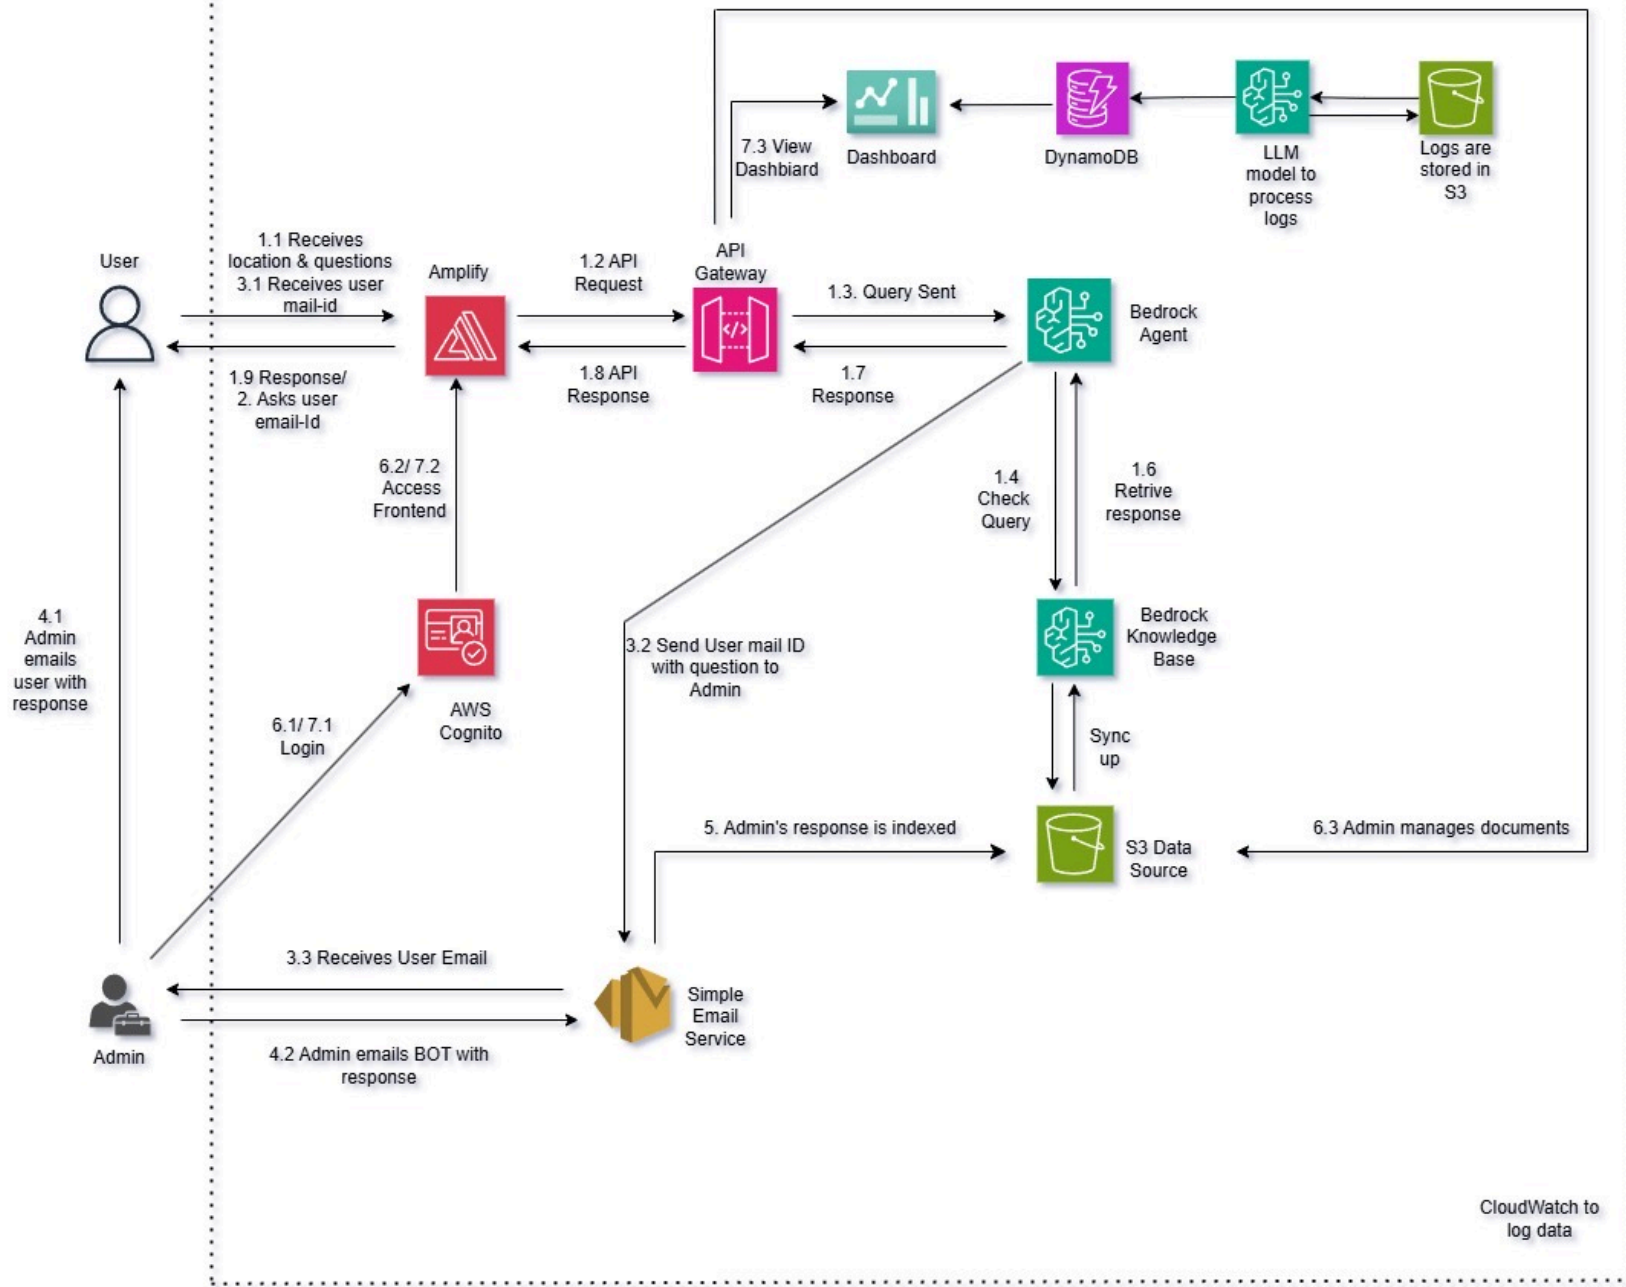 7.3 View
Dashbiard
Dashboard
DynamoDB
LLM
model to
process
logs
Logs are
stored in
S3
User
1.1 Receives
location & questions
3.1 Receives user
mail-id
Amplify
1.2 API
Request
API
Gateway
1.3. Query Sent
Bedrock
Agent
1.9 Response/
2. Asks user
email-Id
1.8 API
Response
1.7
Response
6.2/ 7.2
Access
Frontend
1.4
Check
Query
1.6
Retrive
response
4.1
Admin
emails
user with
response
3.2 Send User mail ID
with question to
Admin
Bedrock
Knowledge
Base
6.1/ 7.1
Login
AWS
Cognito
Sync
up
5. Admin's response is indexed
S3 Data
Source
6.3 Admin manages documents
3.3 Receives User Email
Simple
Email
Service
Admin
4.2 Admin emails BOT with
response
CloudWatch to
log data